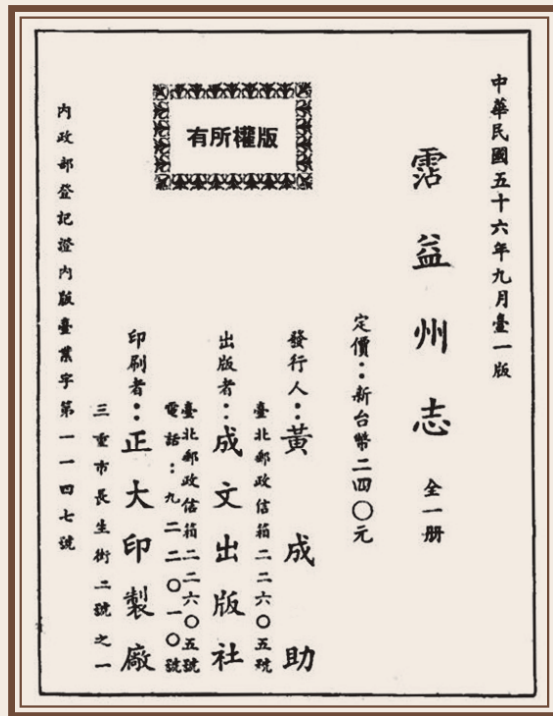 中華民國五十六年九月臺一版
霑益州志 全一册
定價：新台幣二四〇元
發行人：黃成助
臺北郵政信箱二二六〇五號
出版者：成文出版社
臺北郵政信箱二二六〇五號
電話：九二二〇一〇號
印刷者：正大印製廠
三重市長生街二號之一
有所權版
內政部登記證內版臺業字第一一四七號